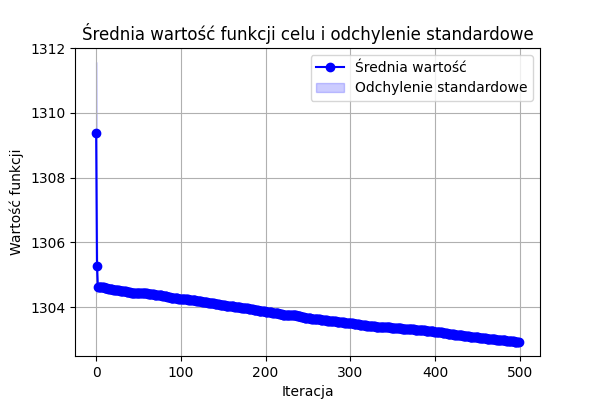 Średnia wartość funkcji celu i odchylenie standardowe
1312
1310
1308
1306
1304
Wartość funkcji
Średnia wartość
Odchylenie standardowe
0
100
200
300
400
500
Iteracja